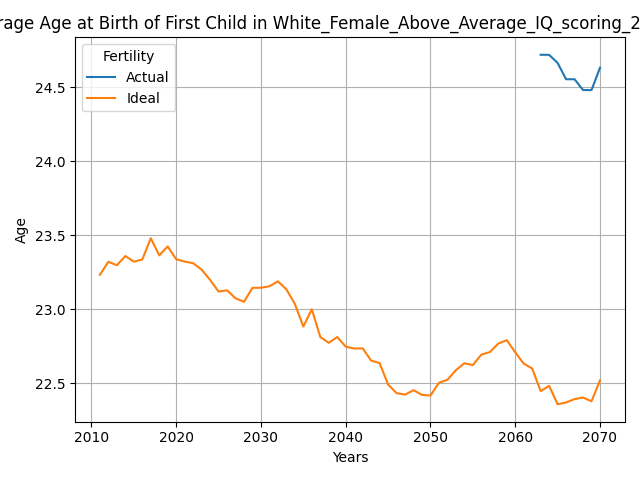 rage Age at Birth of First Child in White_Female_Above_Average_IQ_scoring_2
Fertility
Actual
Ideal
24.5
24.0
23.5
23.0
22.5
Age
2010 2020 2030 2040 2050 2060 2070
Years